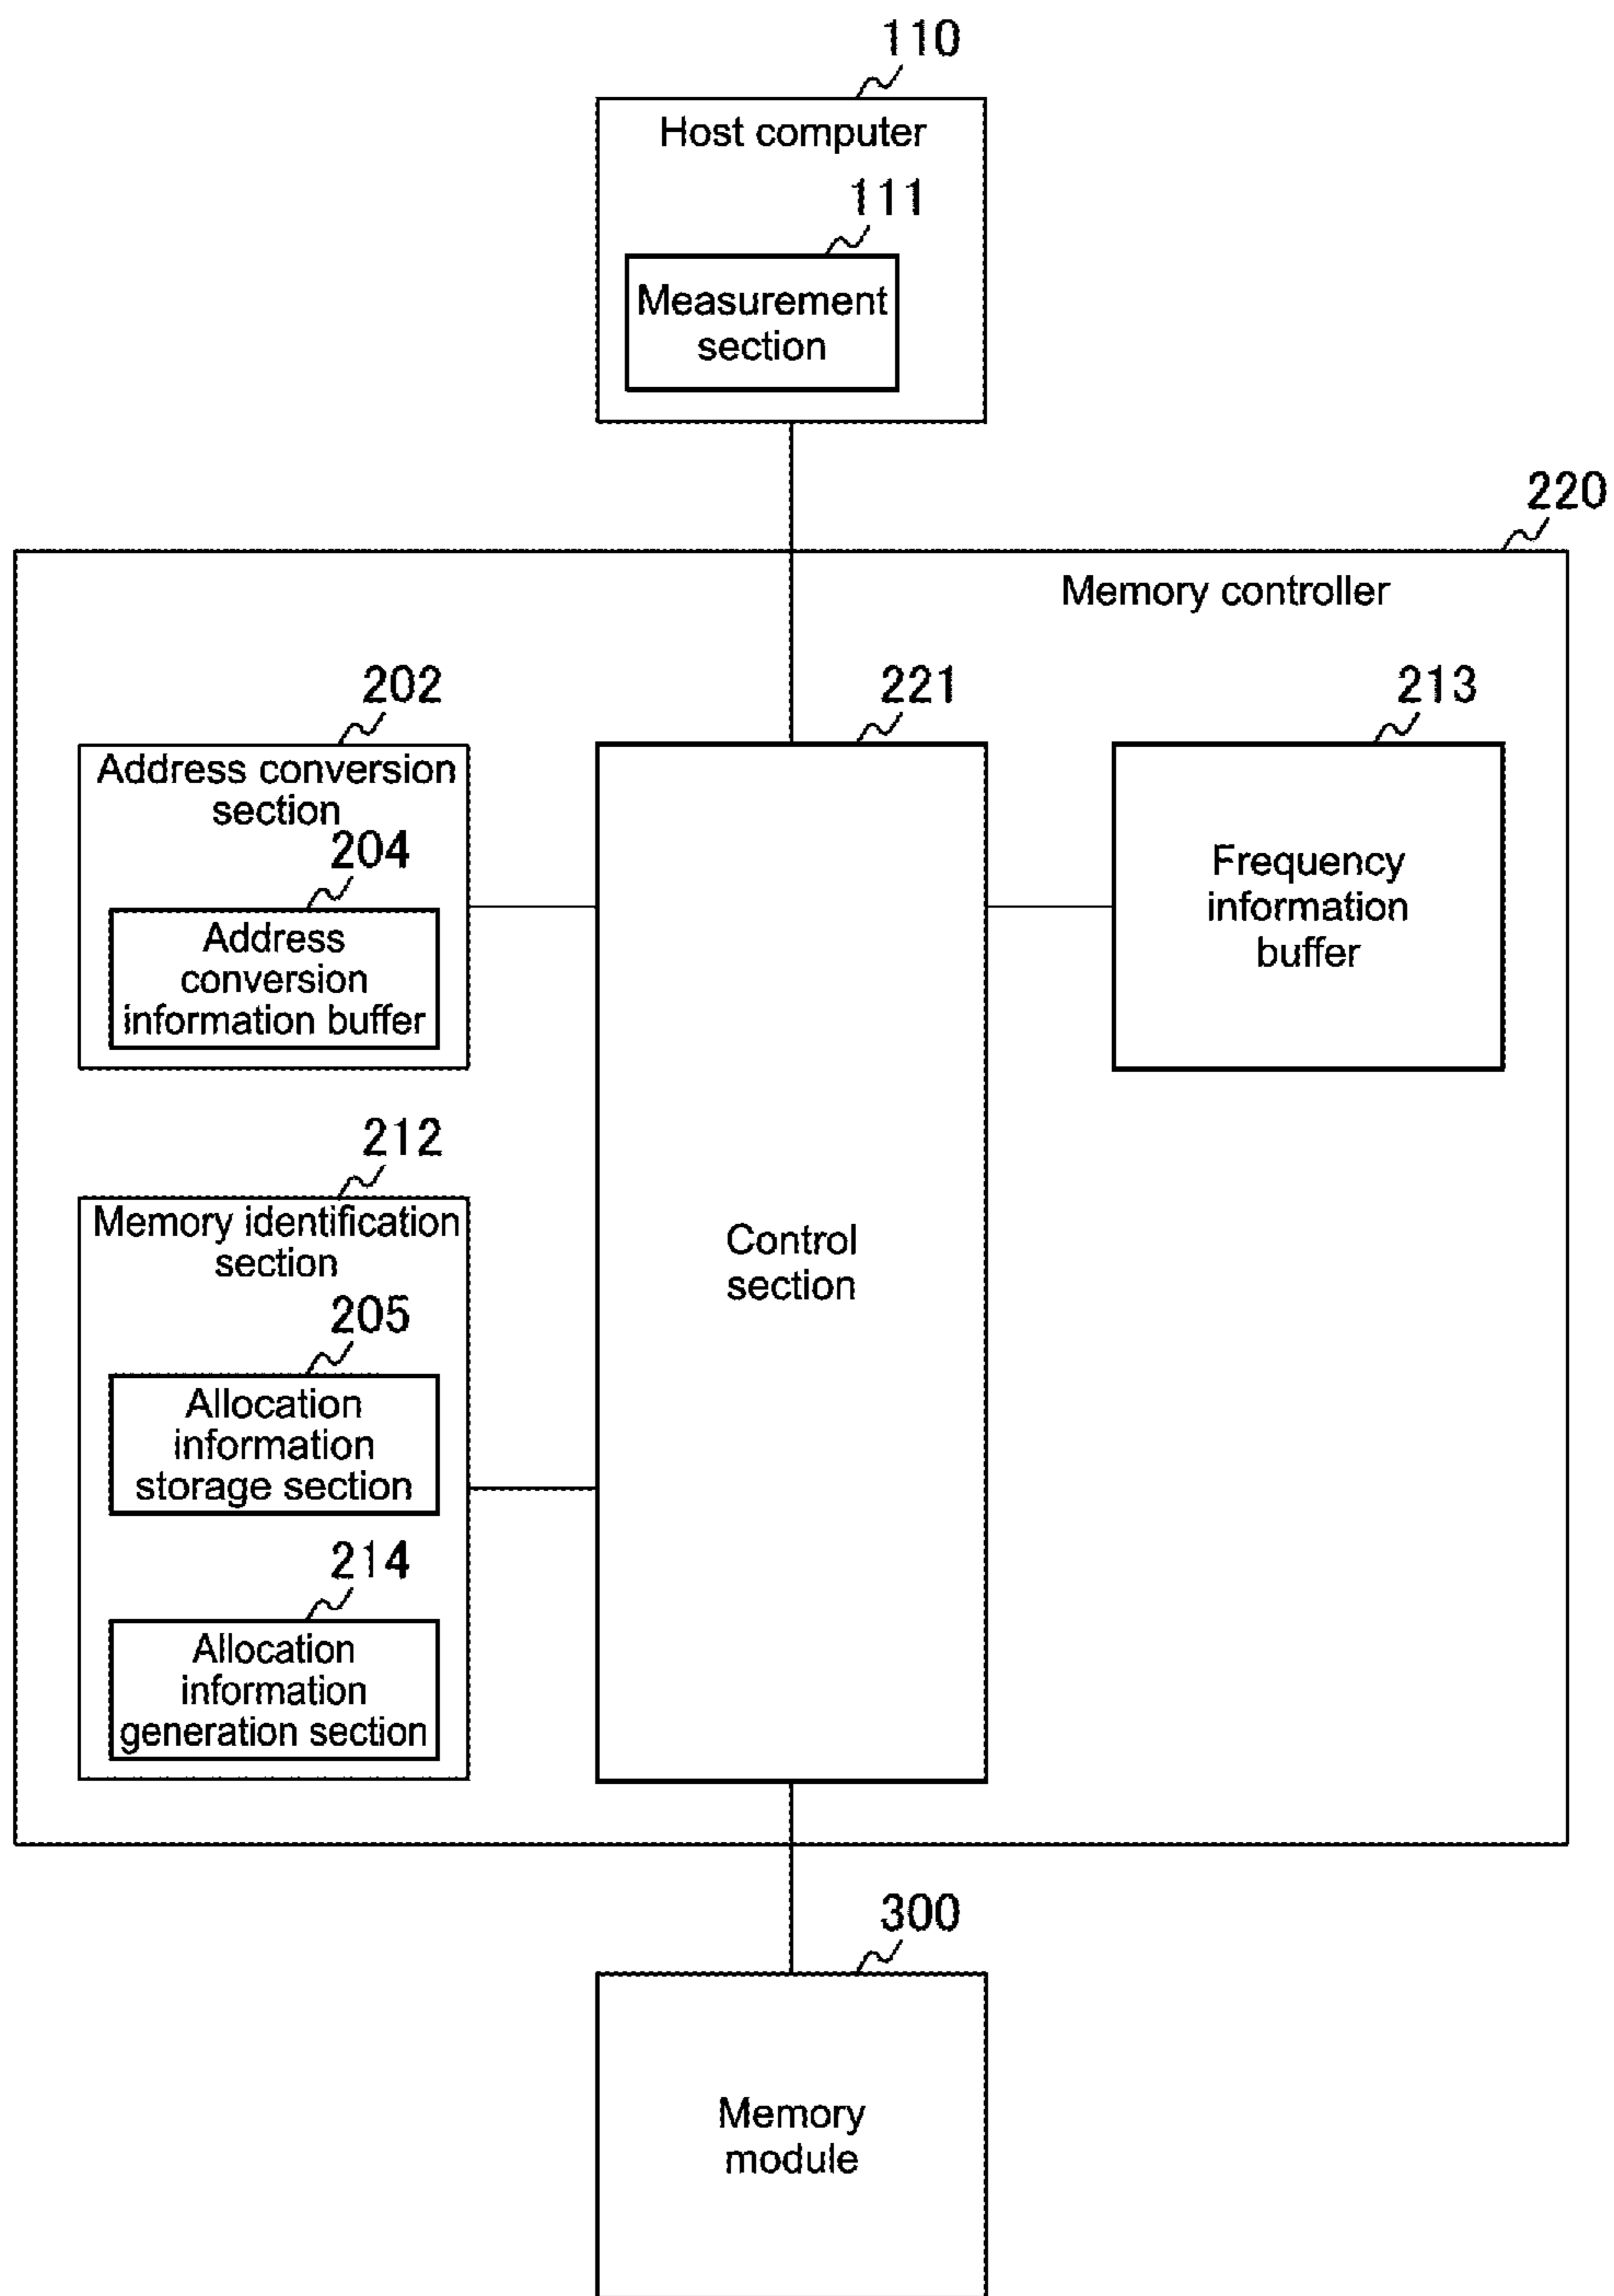 110
Host computer
111
Measurement
section
220
Memory controller
202
Address conversion
section
204
Address
conversion
information buffer
221
Control
section
213
Frequency
information
buffer
212
Memory identification
section
205
Allocation
information
storage section
214
Allocation
information
generation section
300
Memory
module